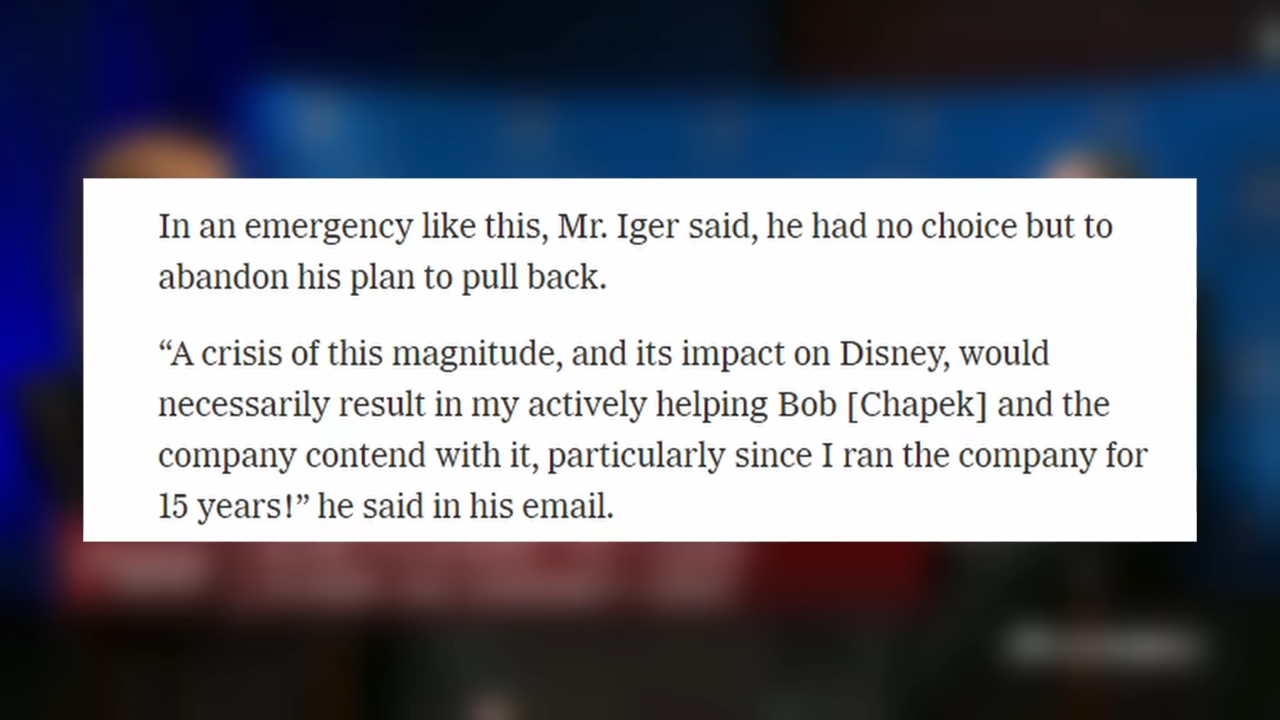 In an emergency like this, Mr. Iger said, he had no choice but to
abandon his plan to pull back.
“A crisis of this magnitude, and its impact on Disney, would
necessarily result in my actively helping Bob [Chapek] and the
company contend with it, particularly since I ran the company for
15 years!” he said in his email.